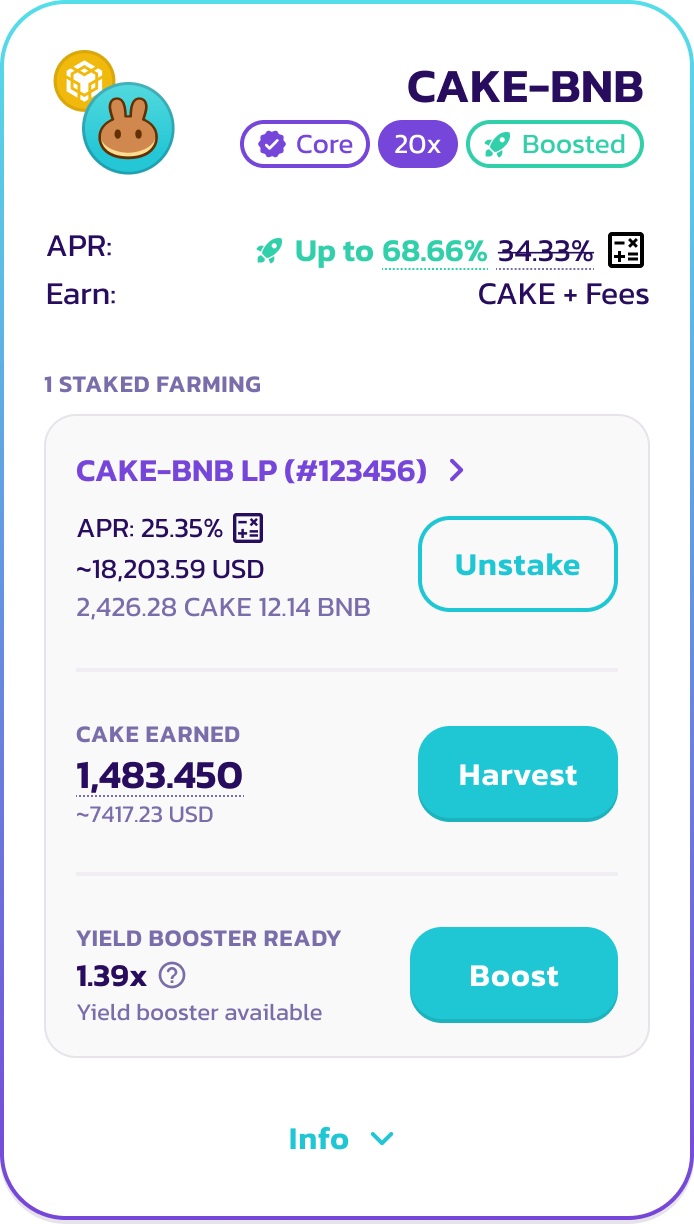 CAKE-BNB
Core 20x Boosted
APR: Up to 68.66% 34.33%
Earn: CAKE + Fees
1 STAKED FARMING
CAKE-BNB LP (#123456)
APR: 25.35%
~18,203.59 USD
2,426.28 CAKE 12.14 BNB
Unstake
CAKE EARNED
1,483.450
~7417.23 USD
Harvest
YIELD BOOSTER READY
1.39x
Yield booster available
Boost
Info